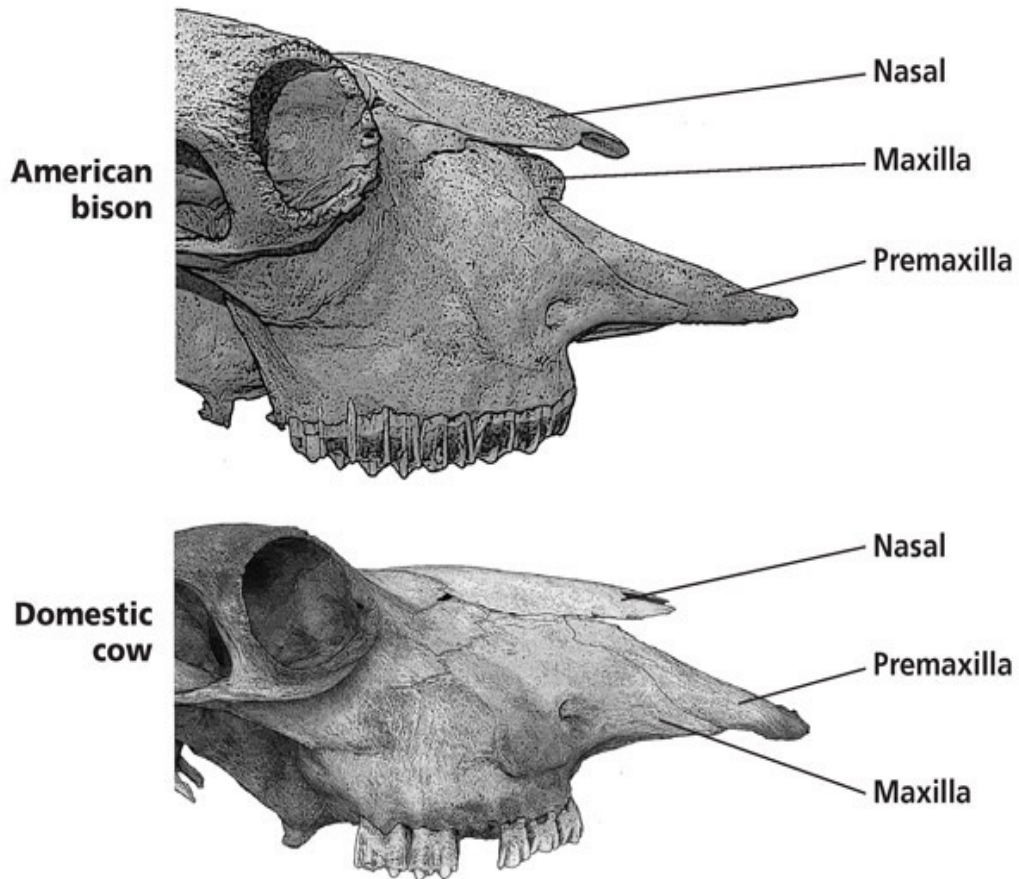 American
bison
Nasal
Maxilla
Premaxilla
Domestic
cow
Nasal
Premaxilla
Maxilla